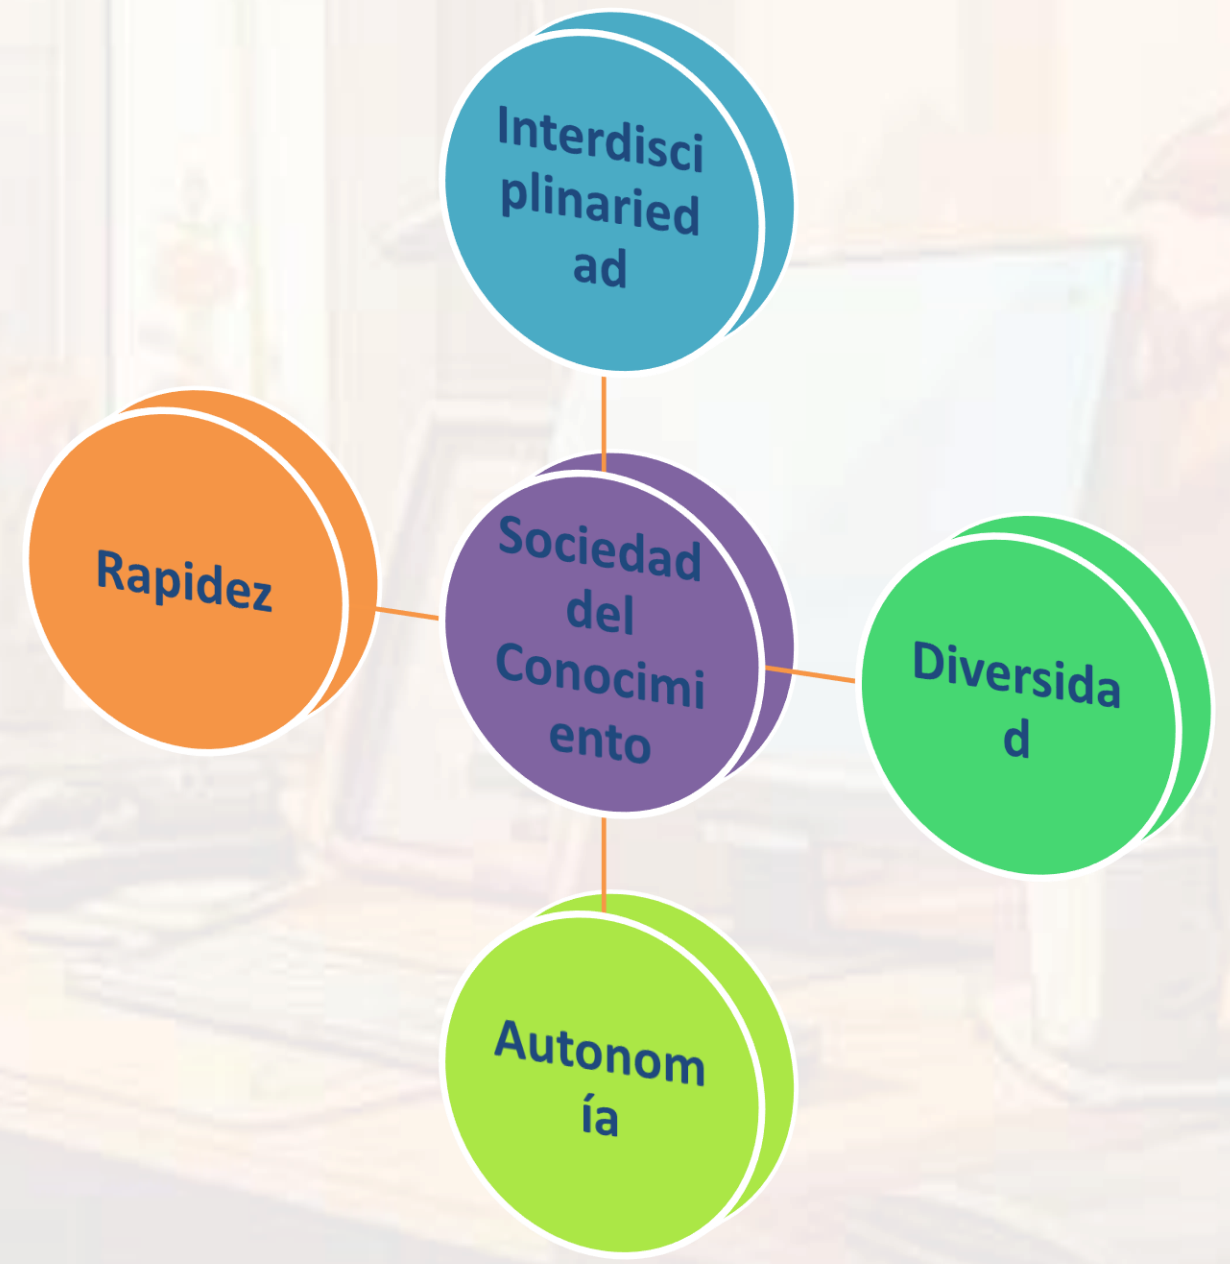 Interdisci
plinaried
ad
Rapidez
Sociedad
del
Conocimi
ento
Diversida
d
Autonom
ía